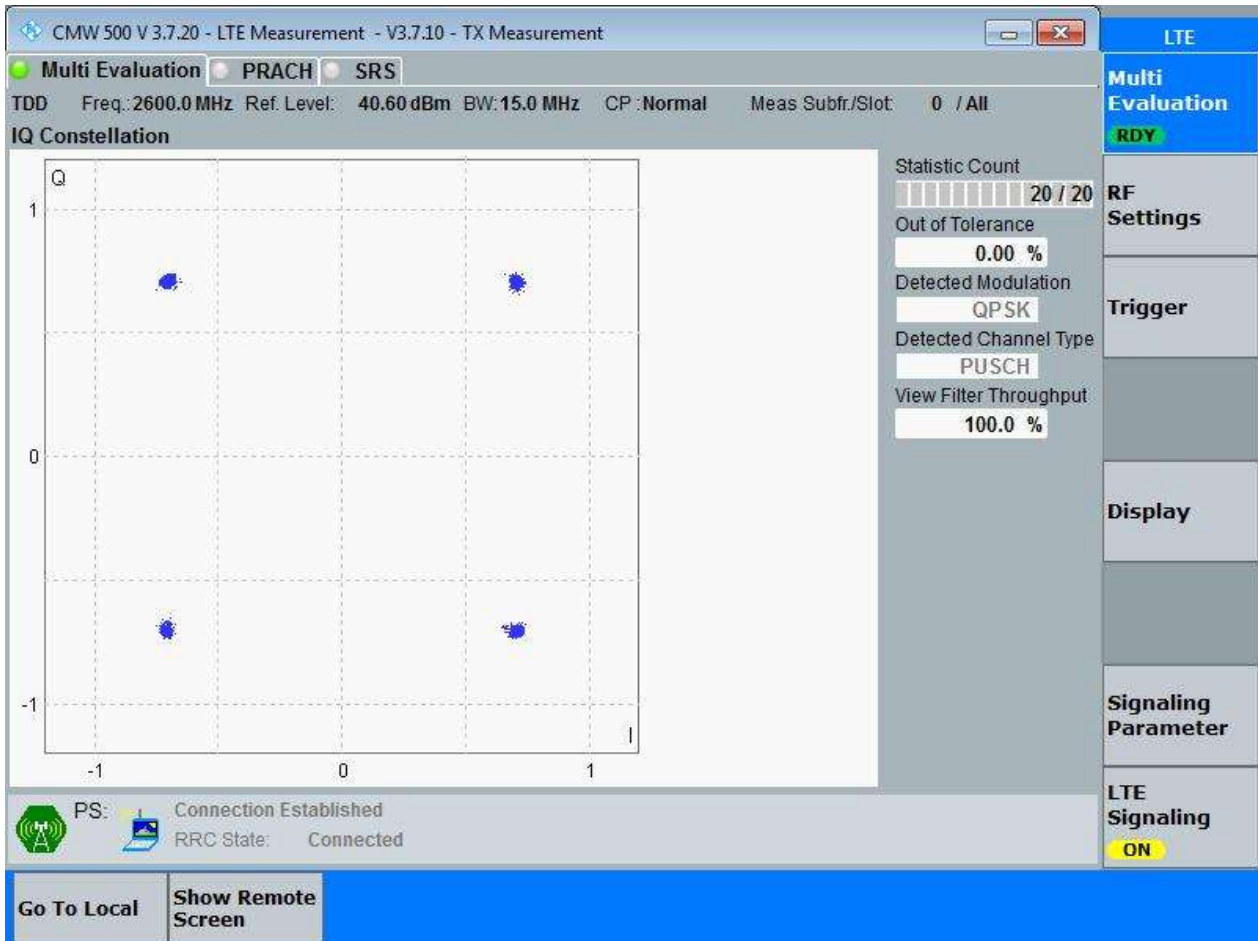 CMW 500 V 3.7.20 - LTE Measurement - V3.7.10 - TX Measurement
LTE
Multi Evaluation PRACH SRS
TDD Freq.: 2600.0 MHz Ref. Level: 40.60 dBm BW: 15.0 MHz CP : Normal Meas Subfr./Slot: 0 / All
IQ Constellation
Q
1
0
-1
I
-1 0 1
Statistic Count
20 / 20
Out of Tolerance
0.00 %
Detected Modulation
QPSK
Detected Channel Type
PUSCH
View Filter Throughput
100.0 %
Multi
Evaluation
RDY
RF
Settings
Trigger
Display
Signaling
Parameter
LTE
Signaling
ON
PS: Connection Established
RRC State: Connected
Go To Local
Show Remote
Screen